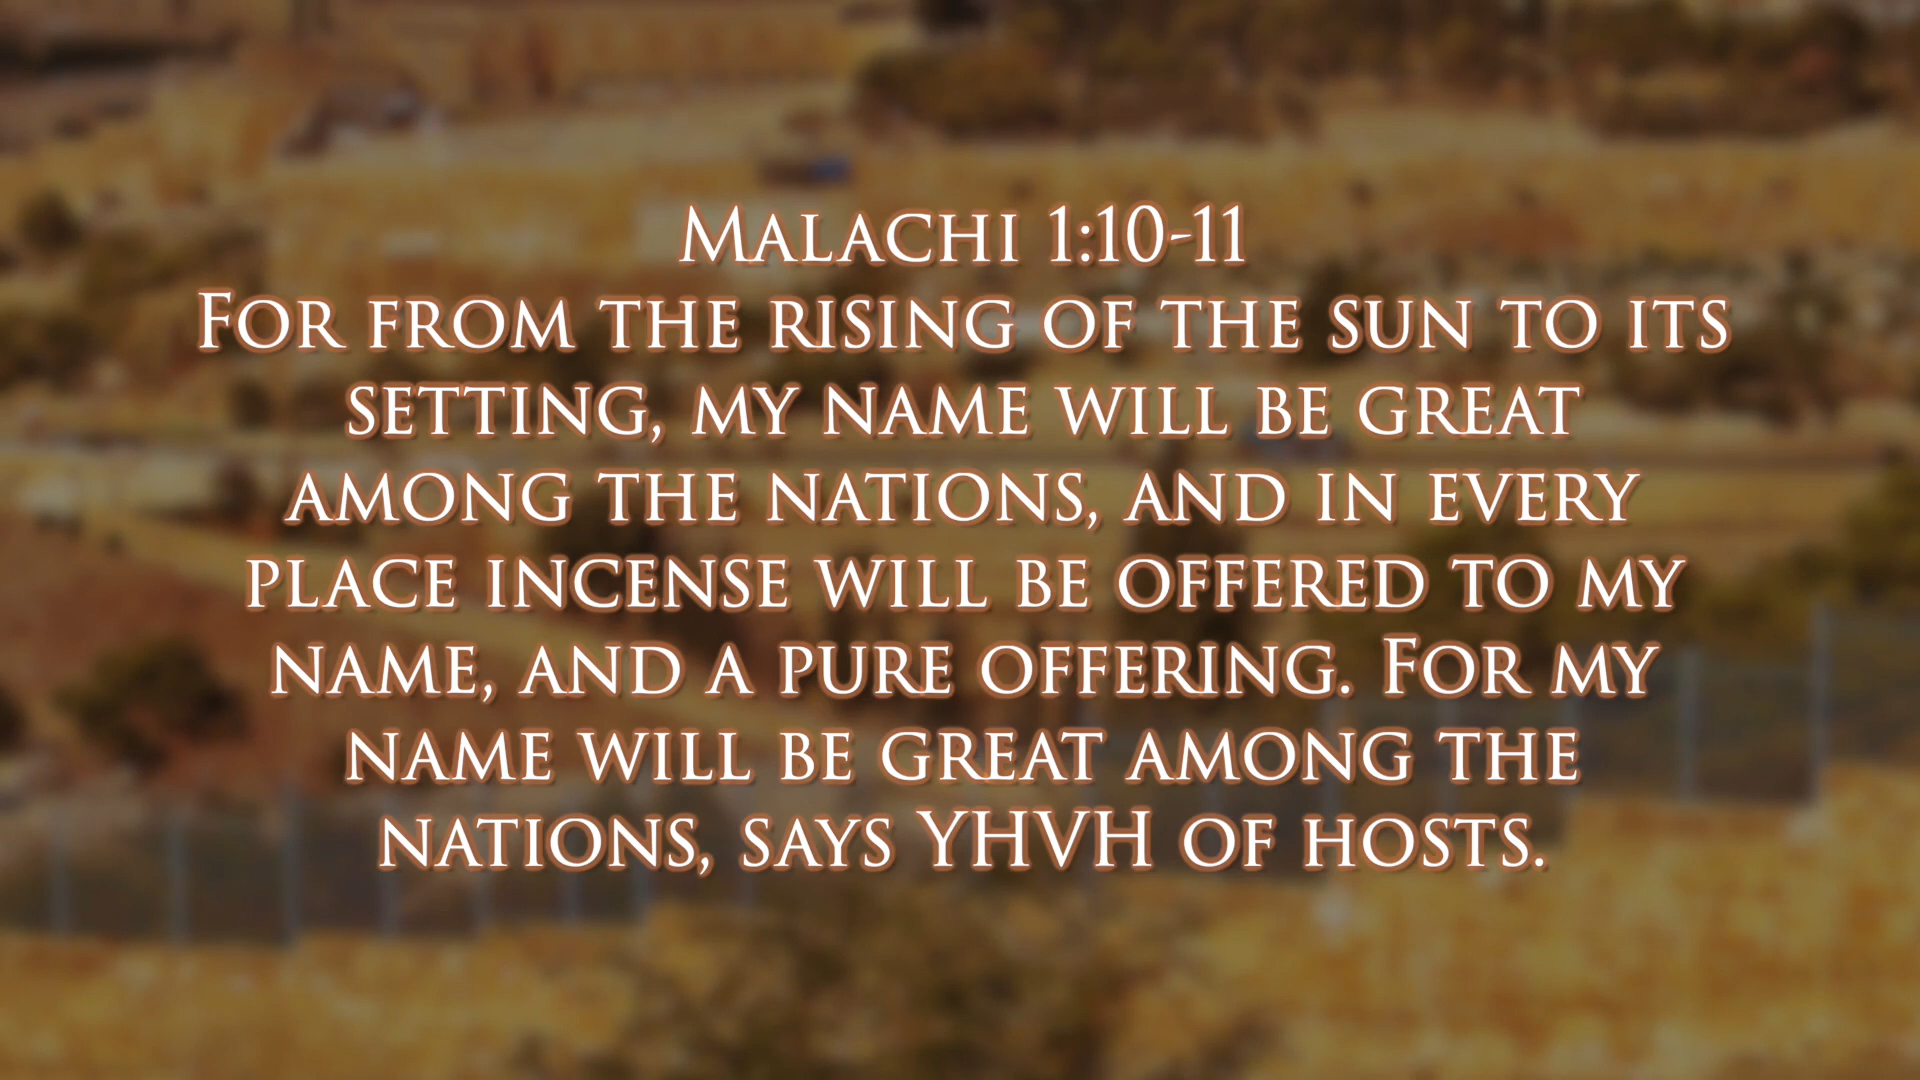 Malachi 1:10-11
For from the rising of the sun to its
setting, my name will be great
among the nations, and in every
place incense will be offered to my
name, and a pure offering. For my
name will be great among the
nations, says YHVH of hosts.